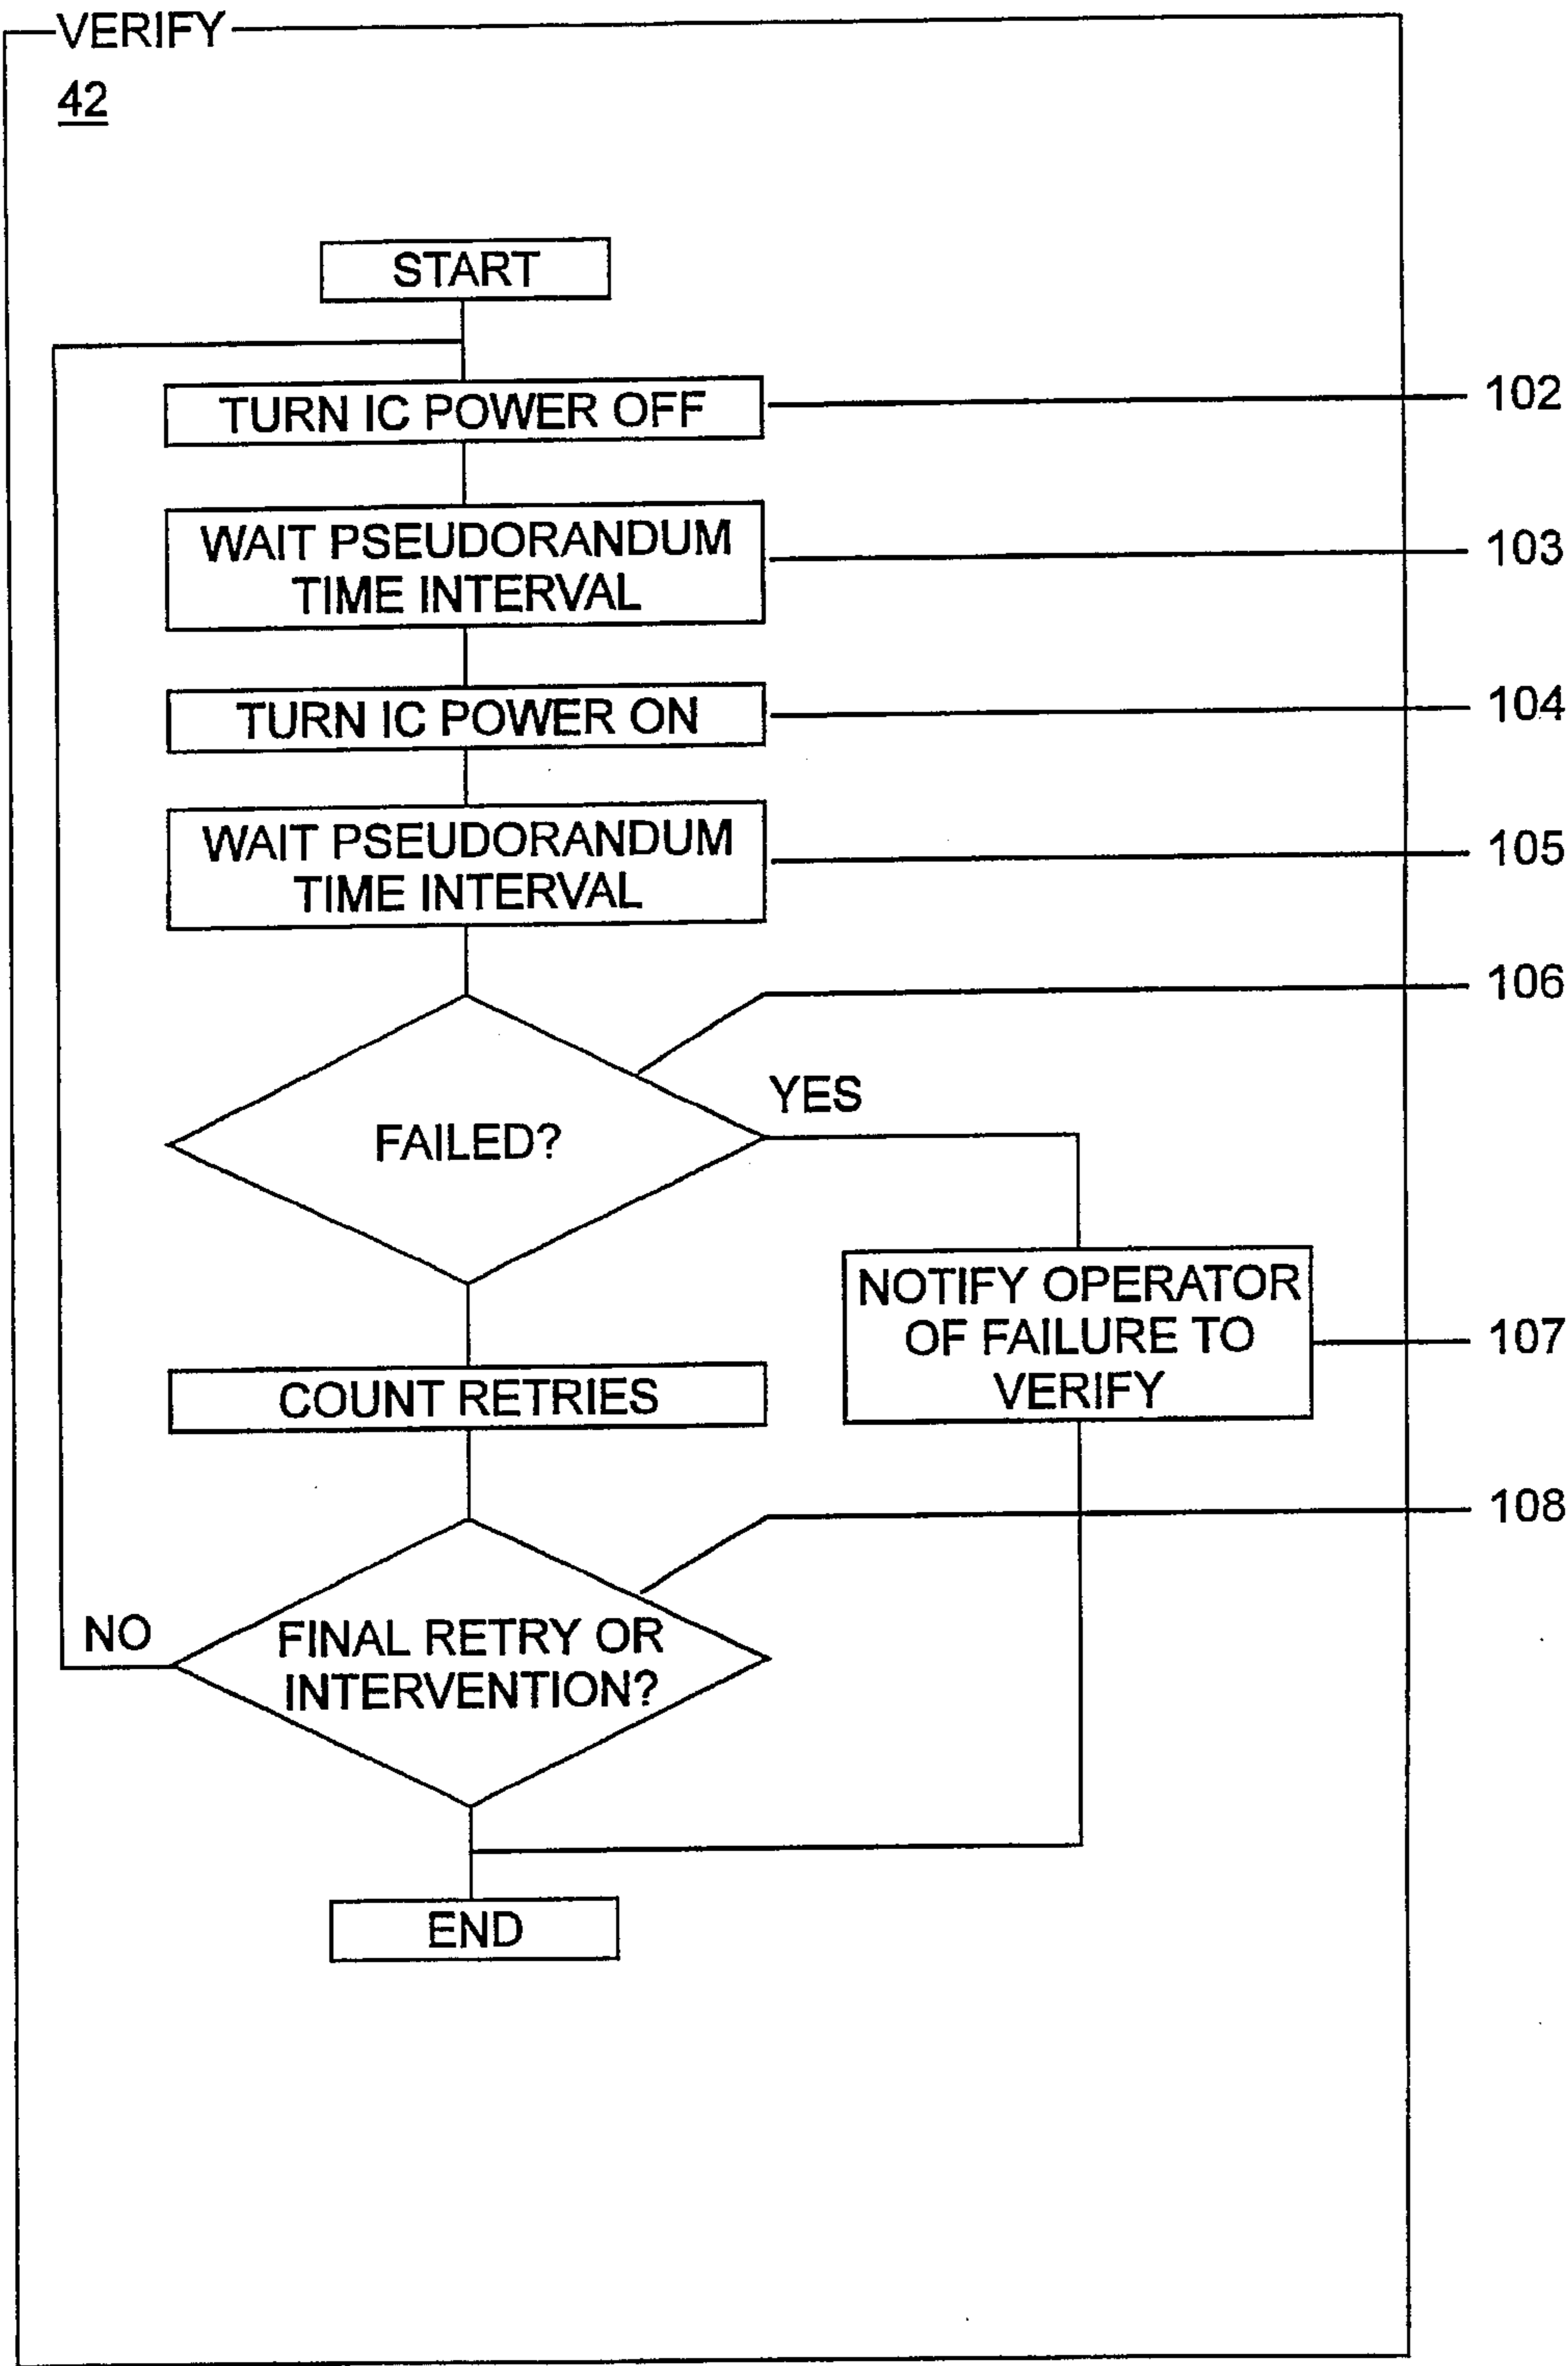 VERIFY
42
START
TURN IC POWER OFF
102
WAIT PSEUDORANDUM
TIME INTERVAL
103
TURN IC POWER ON
104
WAIT PSEUDORANDUM
TIME INTERVAL
105
106
YES
FAILED?
NOTIFY OPERATOR
OF FAILURE TO
VERIFY
107
COUNT RETRIES
108
NO
FINAL RETRY OR
INTERVENTION?
END